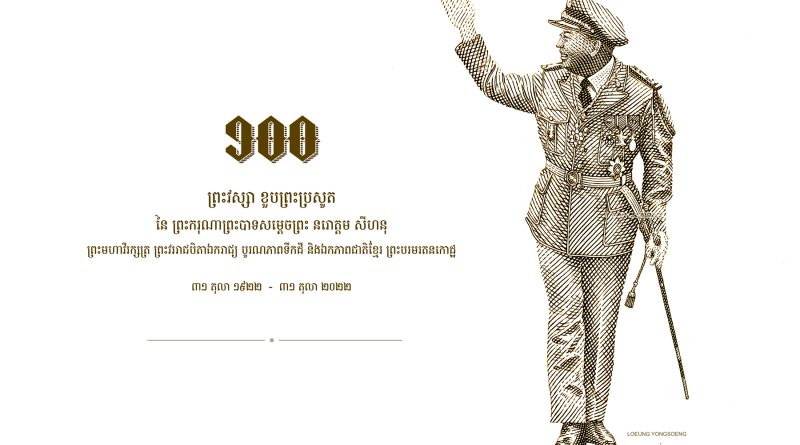 ១០០
ព្រះវស្សា ខួបព្រះប្រសូត
នៃ ព្រះករុណាព្រះបាទសម្តេចព្រះ នរោត្តម សីហនុ
ព្រះមហាវីរក្សត្រ ព្រះវររាជបិតាឯករាជ្យ បូរណភាពទឹកដី និងឯកភាពជាតិខ្មែរ ព្រះបរមរតនកោដ្ឋ
៣១ តុលា ១៩២២ - ៣១ តុលា ២០២២
LOEUNG YONGSOENG